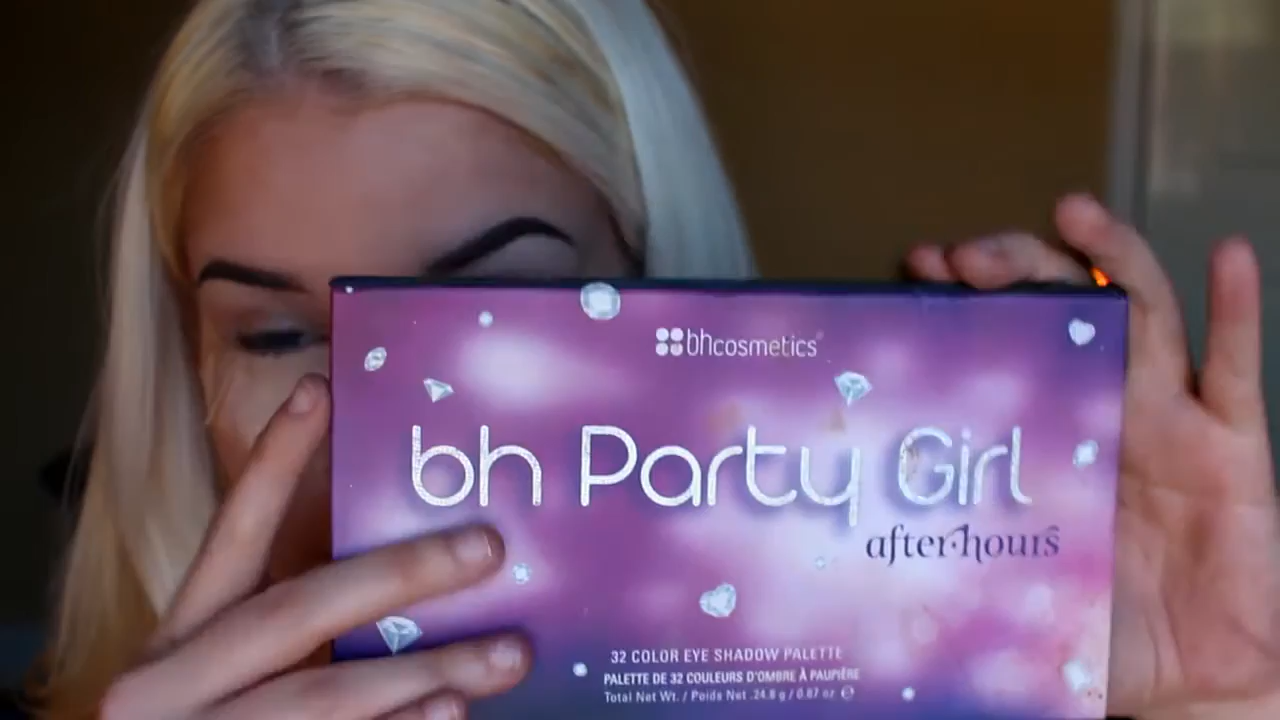 bhcosmetics®
bh Party Girl
after hours
32 COLOR EYE SHADOW PALETTE
PALETTE DE 32 COULEURS D'OMBRE À PAUPIÈRE
Total Net Wt. / Poids Net .24.8 g / 0.87 oz ℮